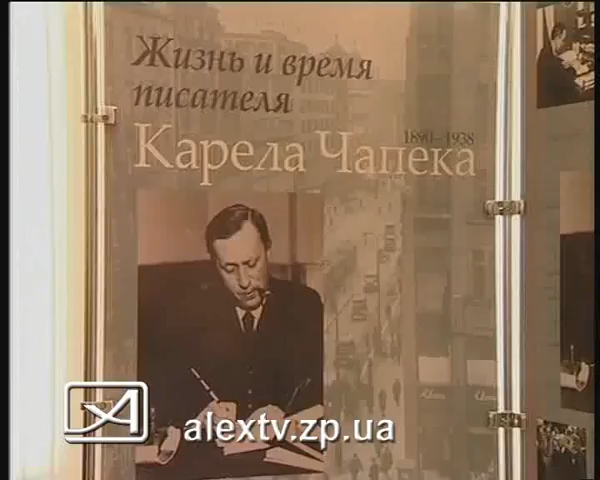 Жизнь и время
писателя
1890–1938
Карела Чапека
alextv.zp.ua